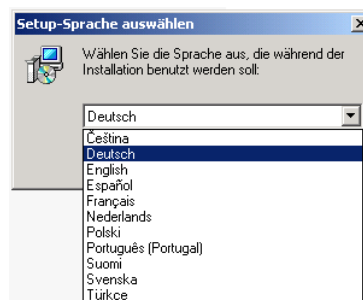 Setup-Sprache auswählen
Wählen Sie die Sprache aus, die während der
Installation benutzt werden soll:
Deutsch
Čeština
Deutsch
English
Español
Français
Nederlands
Polski
Português (Portugal)
Suomi
Svenska
Türkçe